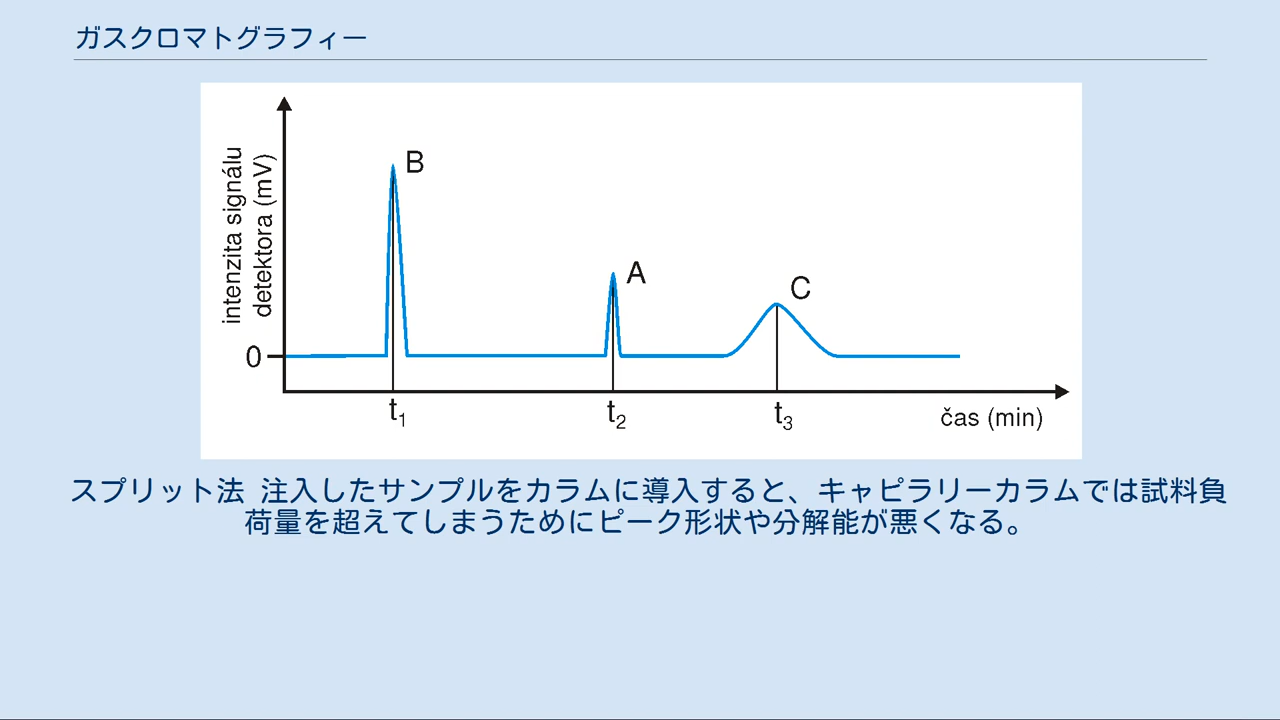 ガスクロマトグラフィー
intenzita signálu
detektora (mV)
B
A
C
0
t₁
t₂
t₃
čas (min)
スプリット法 注入したサンプルをカラムに導入すると、キャピラリーカラムでは試料負
荷量を超えてしまうためにピーク形状や分解能が悪くなる。